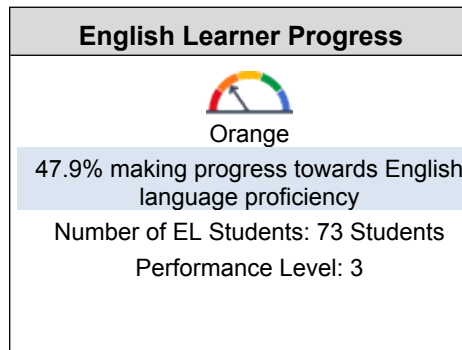 English Learner Progress
Orange
47.9% making progress towards English
language proficiency
Number of EL Students: 73 Students
Performance Level: 3